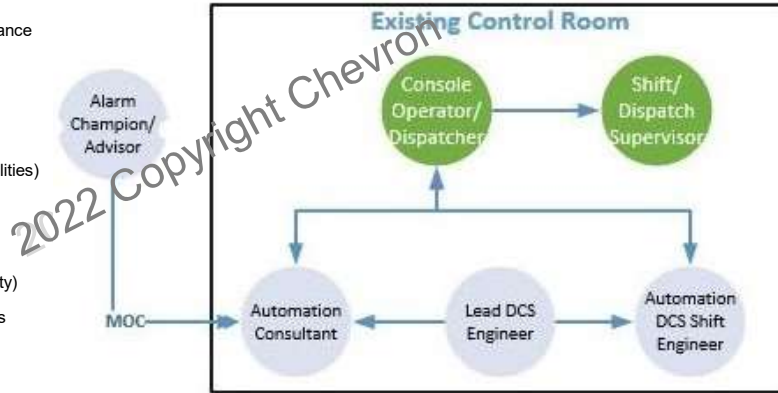 ance
lities)
ty)
s
Existing Control Room
Alarm
Champion/
Advisor
Console
Operator/
Dispatcher
Shift/
Dispatch
Supervisor
MOC
Automation
Consultant
Lead DCS
Engineer
Automation
DCS Shift
Engineer
2022 Copyright Chevron